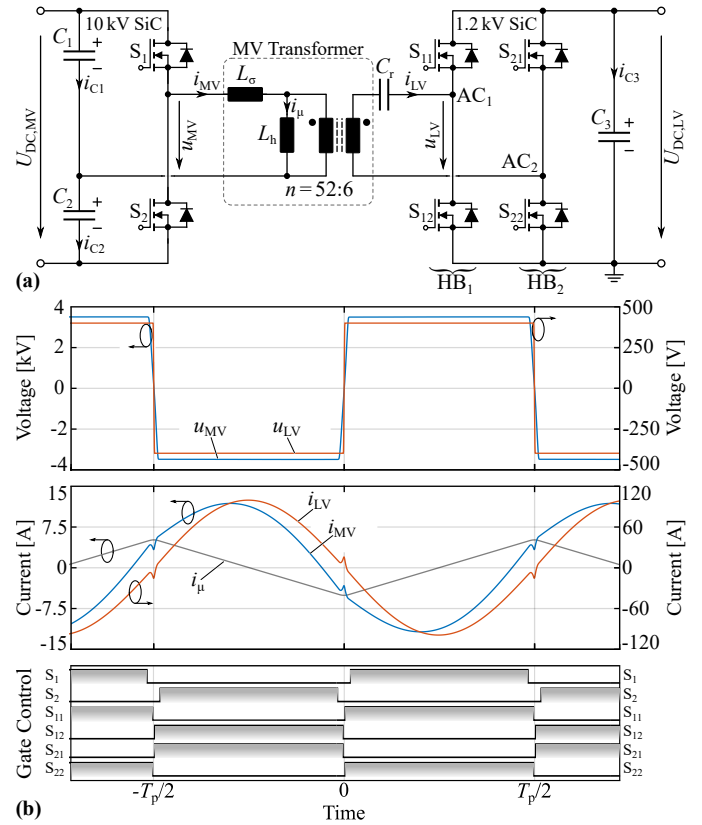 10 kV SiC
1.2 kV SiC
C1
S1
MV Transformer
S11
S21
iC1
iMV
Lσ
Cr
iLV
iC3
iμ
AC1
UDC,MV
uMV
Lh
uLV
C3
UDC,LV
AC2
C2
S2
n = 52:6
S12
S22
iC2
(a)
HB1
HB2
Voltage [kV]
4
2
0
-2
-4
uMV
uLV
500
250
0
-250
-500
Voltage [V]
Current [A]
15
7.5
0
-7.5
-15
iLV
iMV
iμ
120
80
40
0
-40
-80
-120
Current [A]
Gate Control
S1
S2
S11
S12
S21
S22
S1
S2
S11
S12
S21
S22
-Tp/2
0
Tp/2
(b)
Time